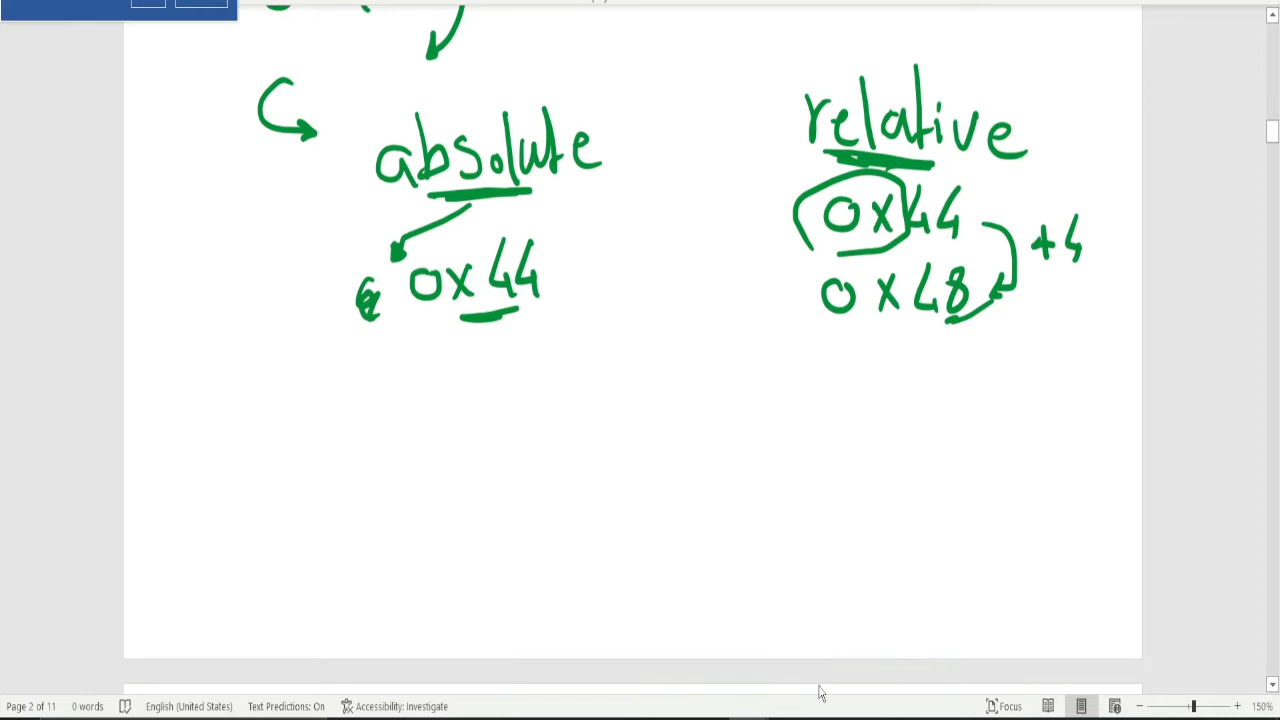 absolute
relative
0x44
+4
0x44
0x48
Page 2 of 11
0 words
English (United States)
Text Predictions: On
Accessibility: Investigate
Focus
150%